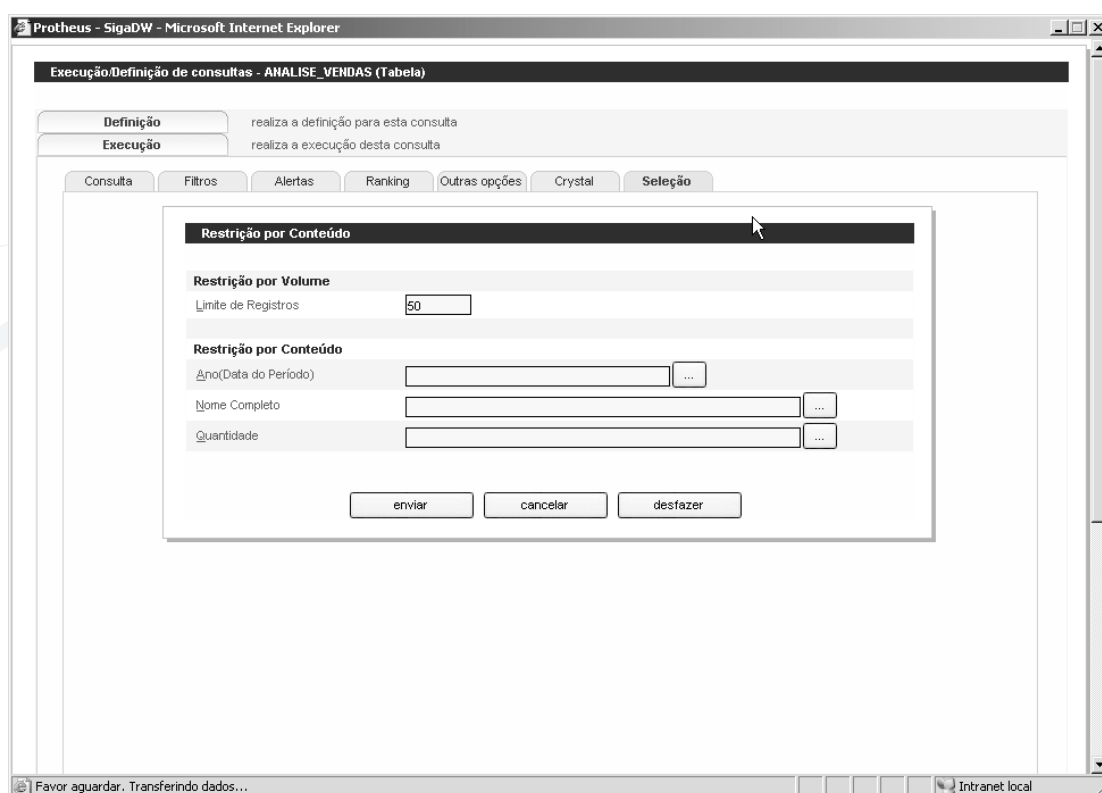 Protheus - SigaDW - Microsoft Internet Explorer
Execução/Definição de consultas - ANALISE_VENDAS (Tabela)
Definição realiza a definição para esta consulta
Execução realiza a execução desta consulta
Consulta Filtros Alertas Ranking Outras opções Crystal Seleção
Restrição por Conteúdo
Restrição por Volume
Limite de Registros 50
Restrição por Conteúdo
Ano(Data do Período) ...
Nome Completo ...
Quantidade ...
enviar cancelar desfazer
Favor aguardar. Transferindo dados... Intranet local